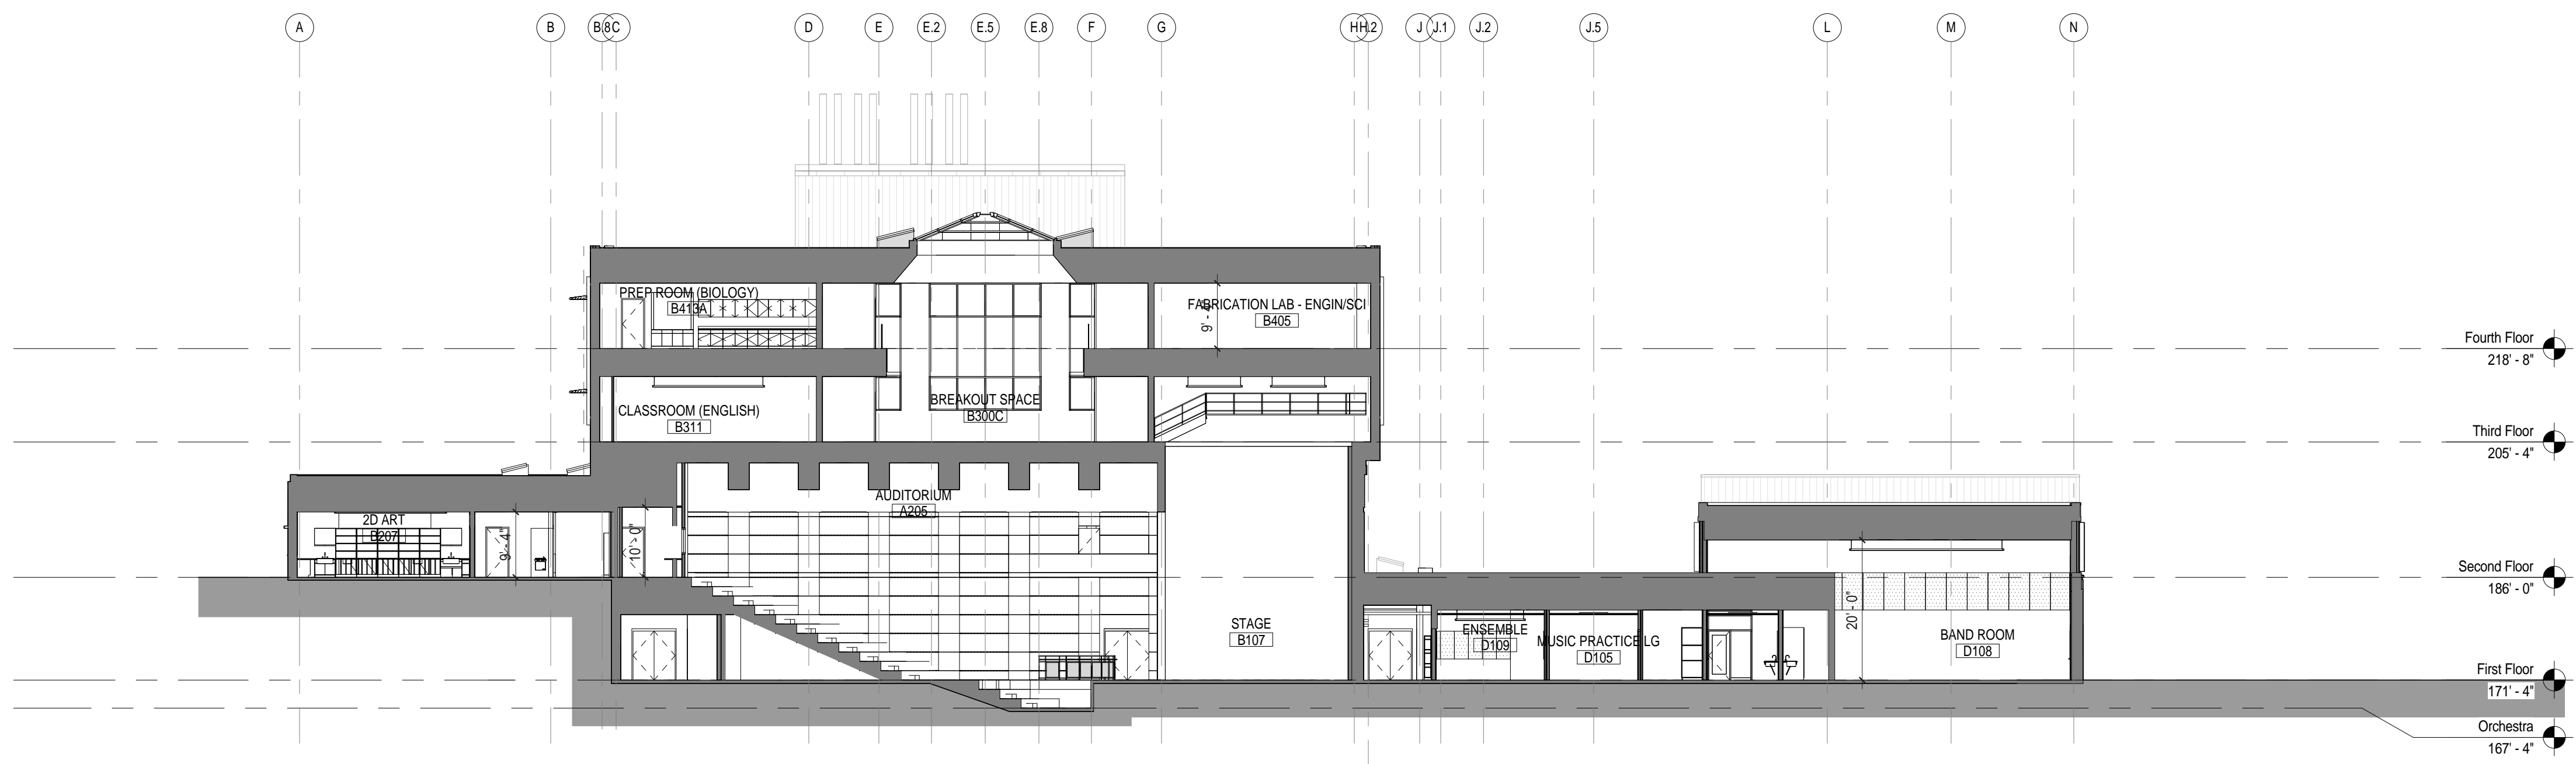 A
B
B.8
C
D
E
E.2
E.5
E.8
F
G
H
H.2
J
J.1
J.2
J.5
L
M
N
PREP ROOM (BIOLOGY)
B413A
FABRICATION LAB - ENGIN/SCI
B405
9' - 4"
Fourth Floor
218' - 8"
CLASSROOM (ENGLISH)
B311
BREAKOUT SPACE
B300C
Third Floor
205' - 4"
AUDITORIUM
A205
2D ART
B207
9' - 4"
10' - 0"
Second Floor
186' - 0"
STAGE
B107
ENSEMBLE
D109
MUSIC PRACTICE LG
D105
20' - 0"
BAND ROOM
D108
First Floor
171' - 4"
Orchestra
167' - 4"